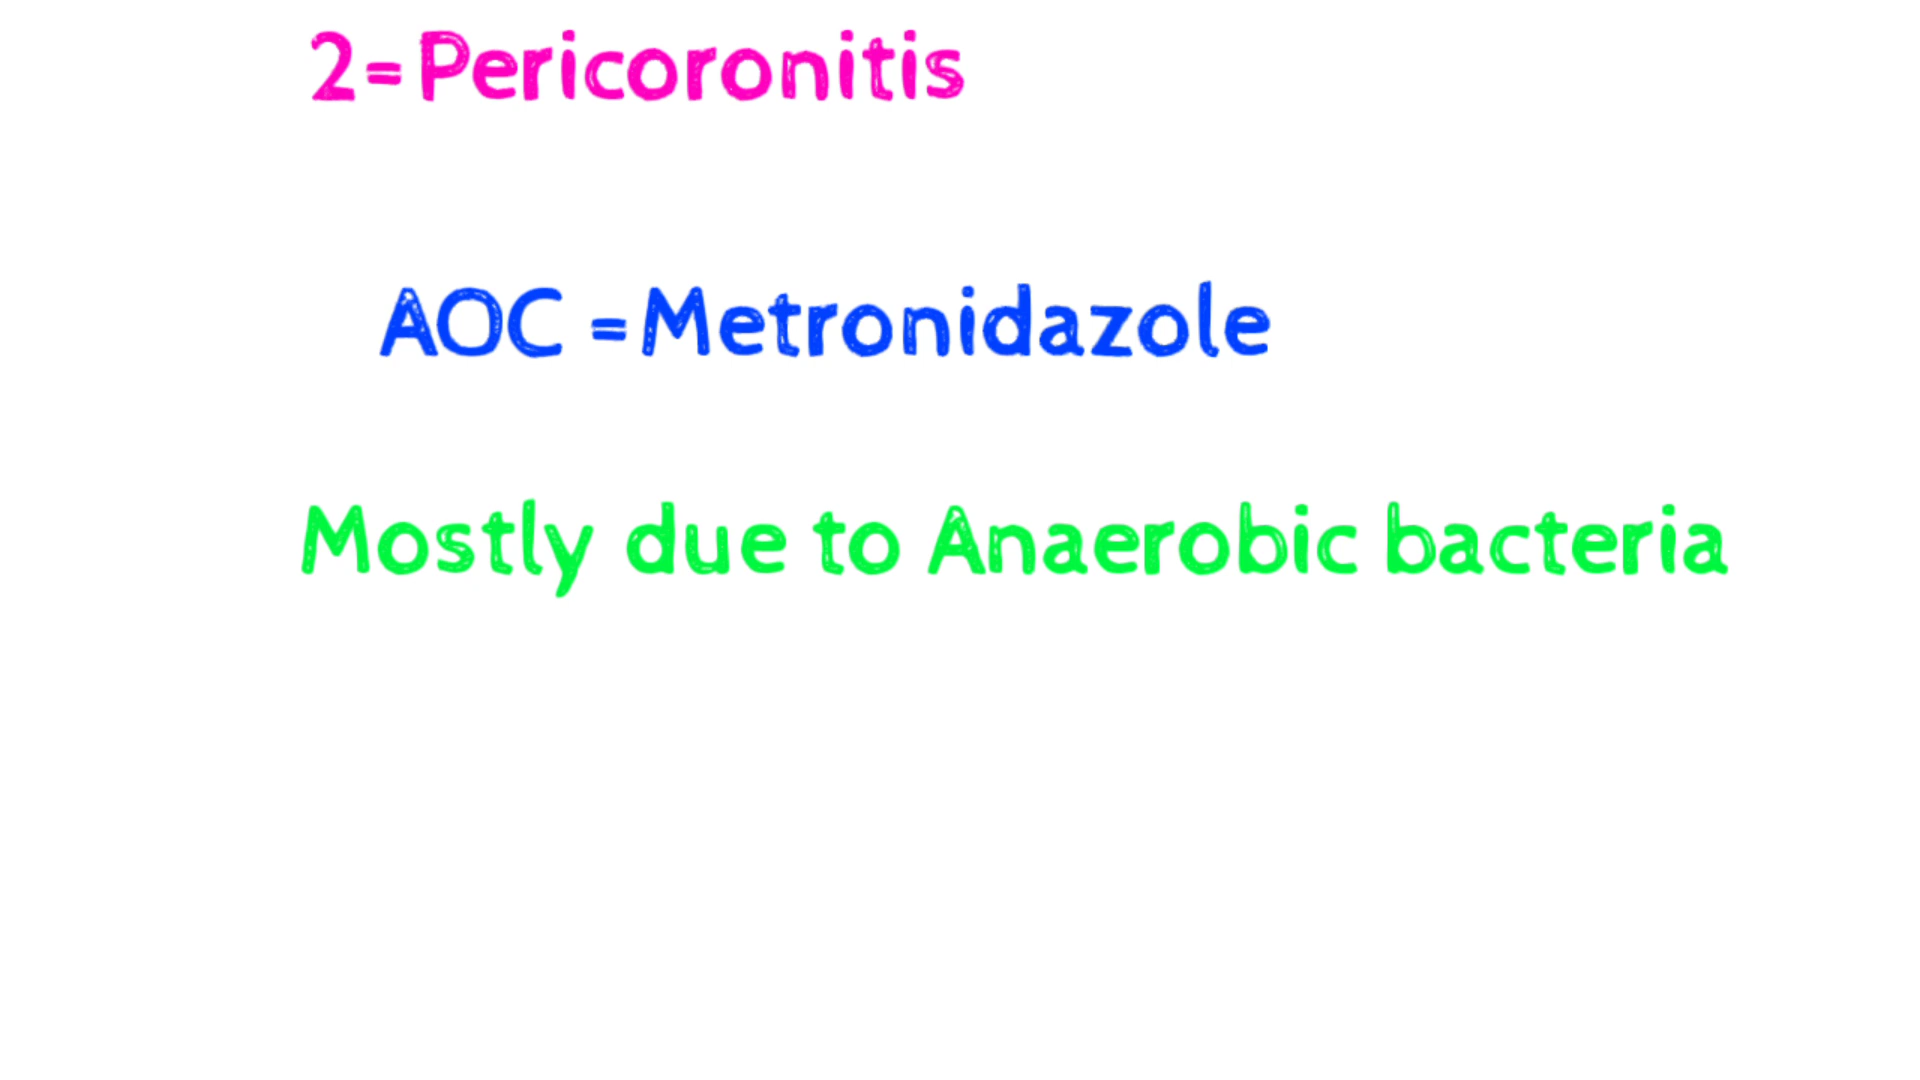 2=Pericoronitis
AOC =Metronidazole
Mostly due to Anaerobic bacteria